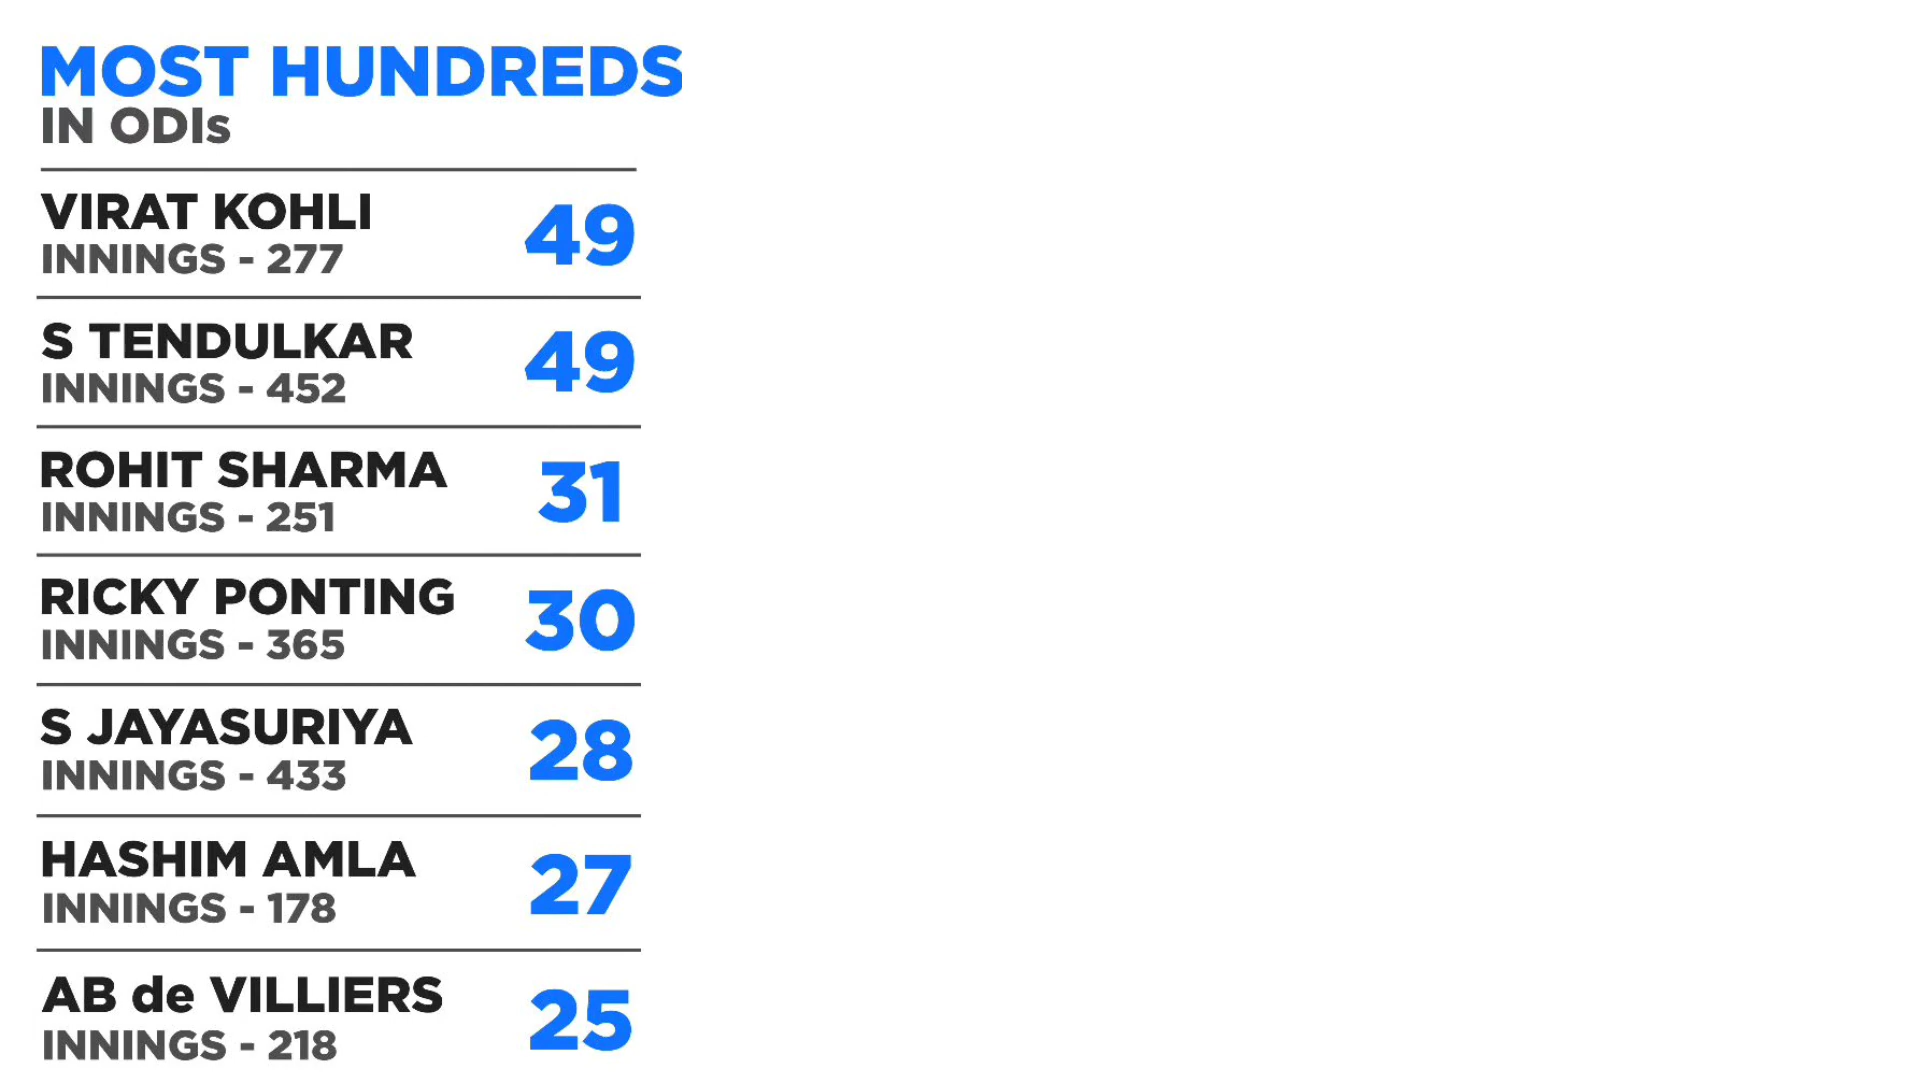 MOST HUNDREDS
IN ODIs
VIRAT KOHLI
INNINGS - 277
49
S TENDULKAR
INNINGS - 452
49
ROHIT SHARMA
INNINGS - 251
31
RICKY PONTING
INNINGS - 365
30
S JAYASURIYA
INNINGS - 433
28
HASHIM AMLA
INNINGS - 178
27
AB de VILLIERS
INNINGS - 218
25